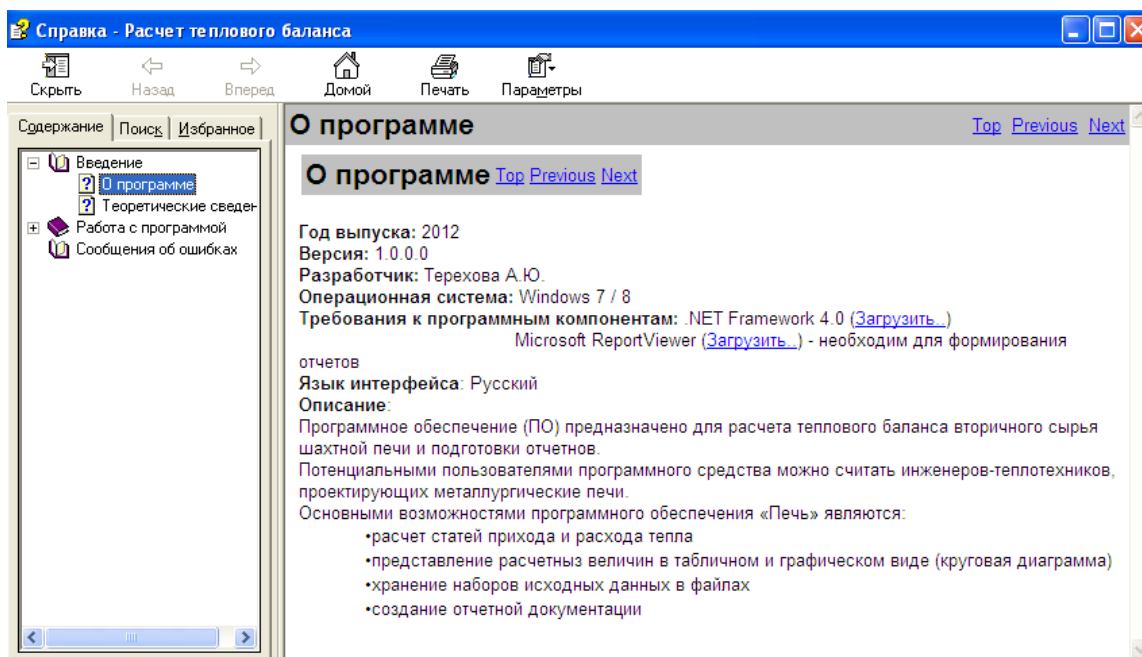 Справка - Расчет теплового баланса
Скрыть Назад Вперед Домой Печать Параметры
Содержание Поиск Избранное
Введение
О программе
Теоретические сведен
Работа с программой
Сообщения об ошибках
О программе Top Previous Next
О программе Top Previous Next
Год выпуска: 2012
Версия: 1.0.0.0
Разработчик: Терехова А.Ю.
Операционная система: Windows 7 / 8
Требования к программным компонентам: .NET Framework 4.0 (Загрузить..)
Microsoft ReportViewer (Загрузить..) - необходим для формирования
отчетов
Язык интерфейса: Русский
Описание:
Программное обеспечение (ПО) предназначено для расчета теплового баланса вторичного сырья
шахтной печи и подготовки отчетнов.
Потенциальными пользователями программного средства можно считать инженеров-теплотехников,
проектирующих металлургические печи.
Основными возможностями программного обеспечения «Печь» являются:
•расчет статей прихода и расхода тепла
•представление расчетныз величин в табличном и графическом виде (круговая диаграмма)
•хранение наборов исходных данных в файлах
•создание отчетной документации